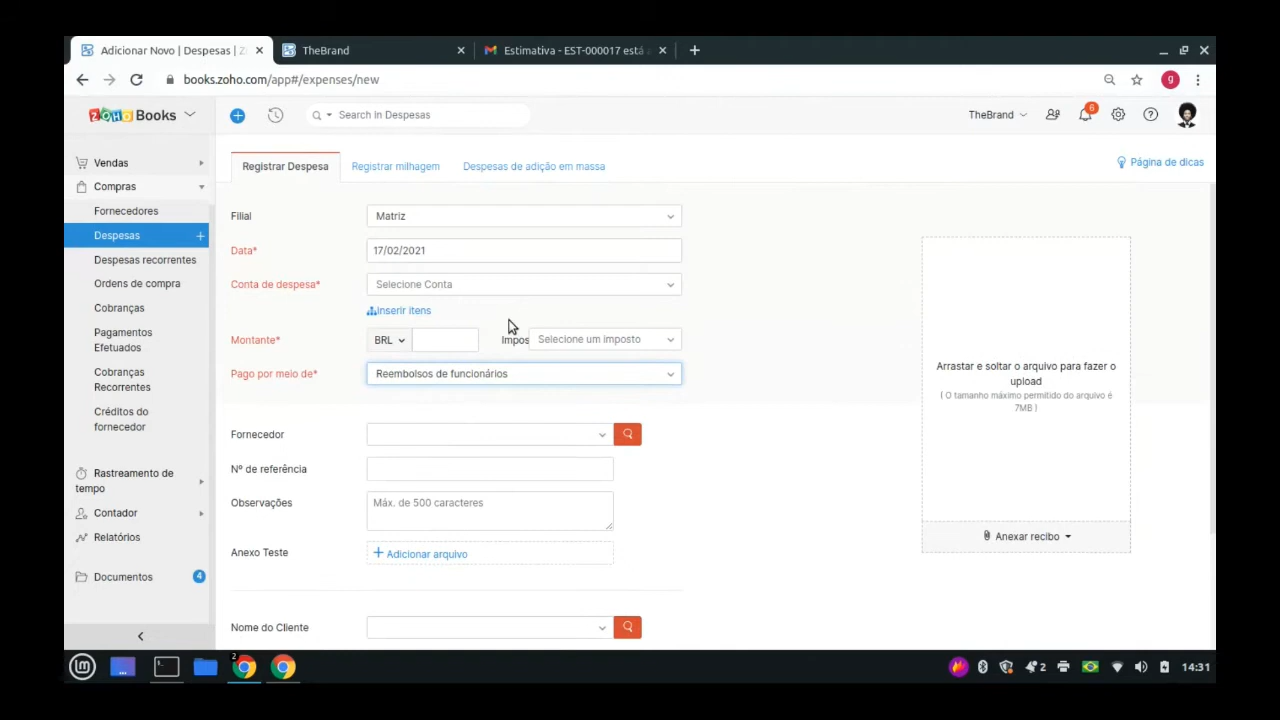 Adicionar Novo | Despesas | Z
TheBrand
Estimativa - EST-000017 está a
books.zoho.com/app#/expenses/new
g
ZOHO Books
Search In Despesas
TheBrand
6
Vendas
Compras
Fornecedores
Despesas
Despesas recorrentes
Ordens de compra
Cobranças
Pagamentos
Efetuados
Cobranças
Recorrentes
Créditos do
fornecedor
Rastreamento de
tempo
Contador
Relatórios
Documentos 4
Registrar Despesa
Registrar milhagem
Despesas de adição em massa
Página de dicas
Filial
Matriz
Data*
17/02/2021
Conta de despesa*
Selecione Conta
Inserir itens
Montante*
BRL
Impos
Selecione um imposto
Pago por meio de*
Reembolsos de funcionários
Fornecedor
Nº de referência
Observações
Máx. de 500 caracteres
Anexo Teste
Adicionar arquivo
Nome do Cliente
Arrastar e soltar o arquivo para fazer o
upload
[ O tamanho máximo permitido do arquivo é
7MB ]
Anexar recibo
2
2
14:31